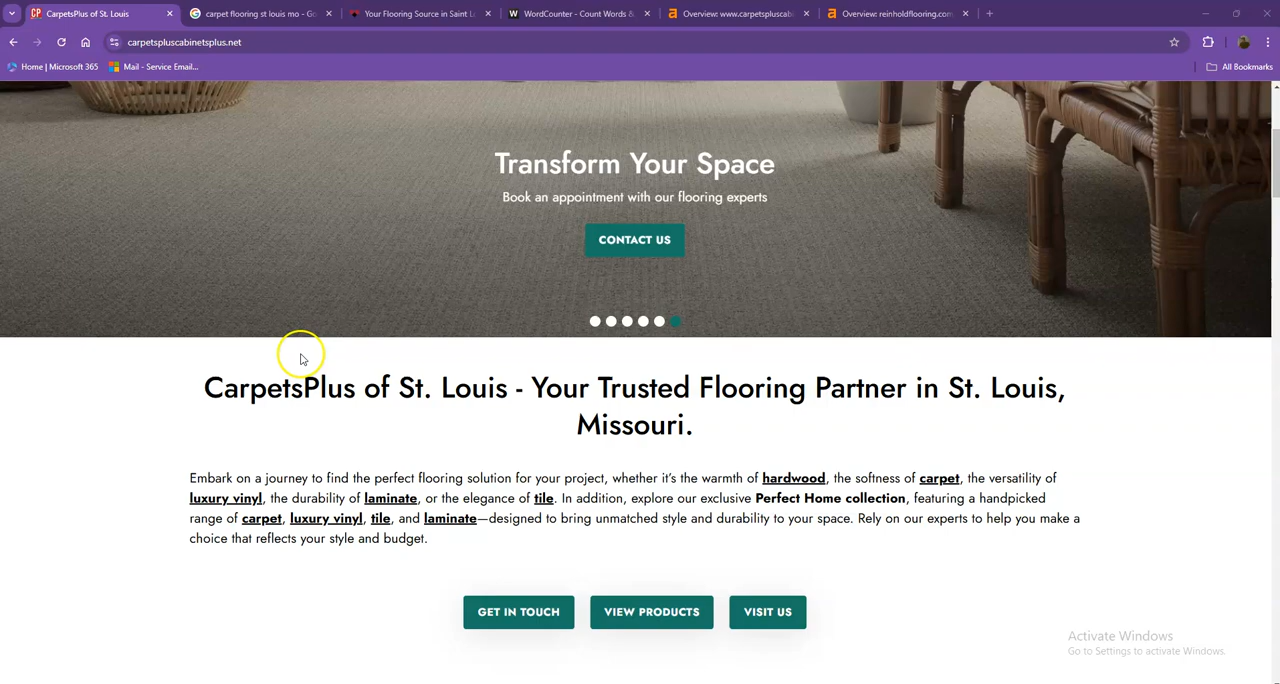 CarpetsPlus of St. Louis
carpet flooring st louis mo - Go
Your Flooring Source in Saint L
WordCounter - Count Words &
Overview: www.carpetspluscabi
Overview: reinholdflooring.com
carpetspluscabinetsplus.net
Home | Microsoft 365
Mail - Service Email...
All Bookmarks
Transform Your Space
Book an appointment with our flooring experts
CONTACT US
CarpetsPlus of St. Louis - Your Trusted Flooring Partner in St. Louis,
Missouri.
Embark on a journey to find the perfect flooring solution for your project, whether it's the warmth of hardwood, the softness of carpet, the versatility of
luxury vinyl, the durability of laminate, or the elegance of tile. In addition, explore our exclusive Perfect Home collection, featuring a handpicked
range of carpet, luxury vinyl, tile, and laminate—designed to bring unmatched style and durability to your space. Rely on our experts to help you make a
choice that reflects your style and budget.
GET IN TOUCH
VIEW PRODUCTS
VISIT US
Activate Windows
Go to Settings to activate Windows.